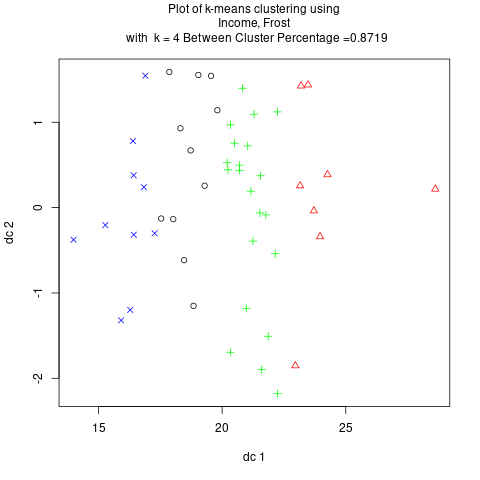 Plot of k-means clustering using
Income, Frost
with  k = 4 Between Cluster Percentage =0.8719
dc 2
1
0
-1
-2
15
20
25
dc 1